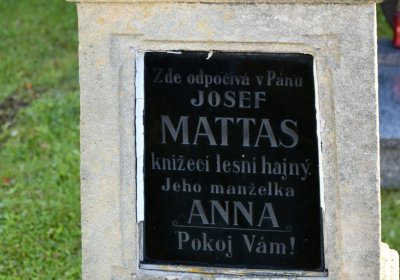 Zde odpočívá v Pánu
JOSEF
MATTAS
knížecí lesní hajný.
Jeho manželka
ANNA
Pokoj Vám!